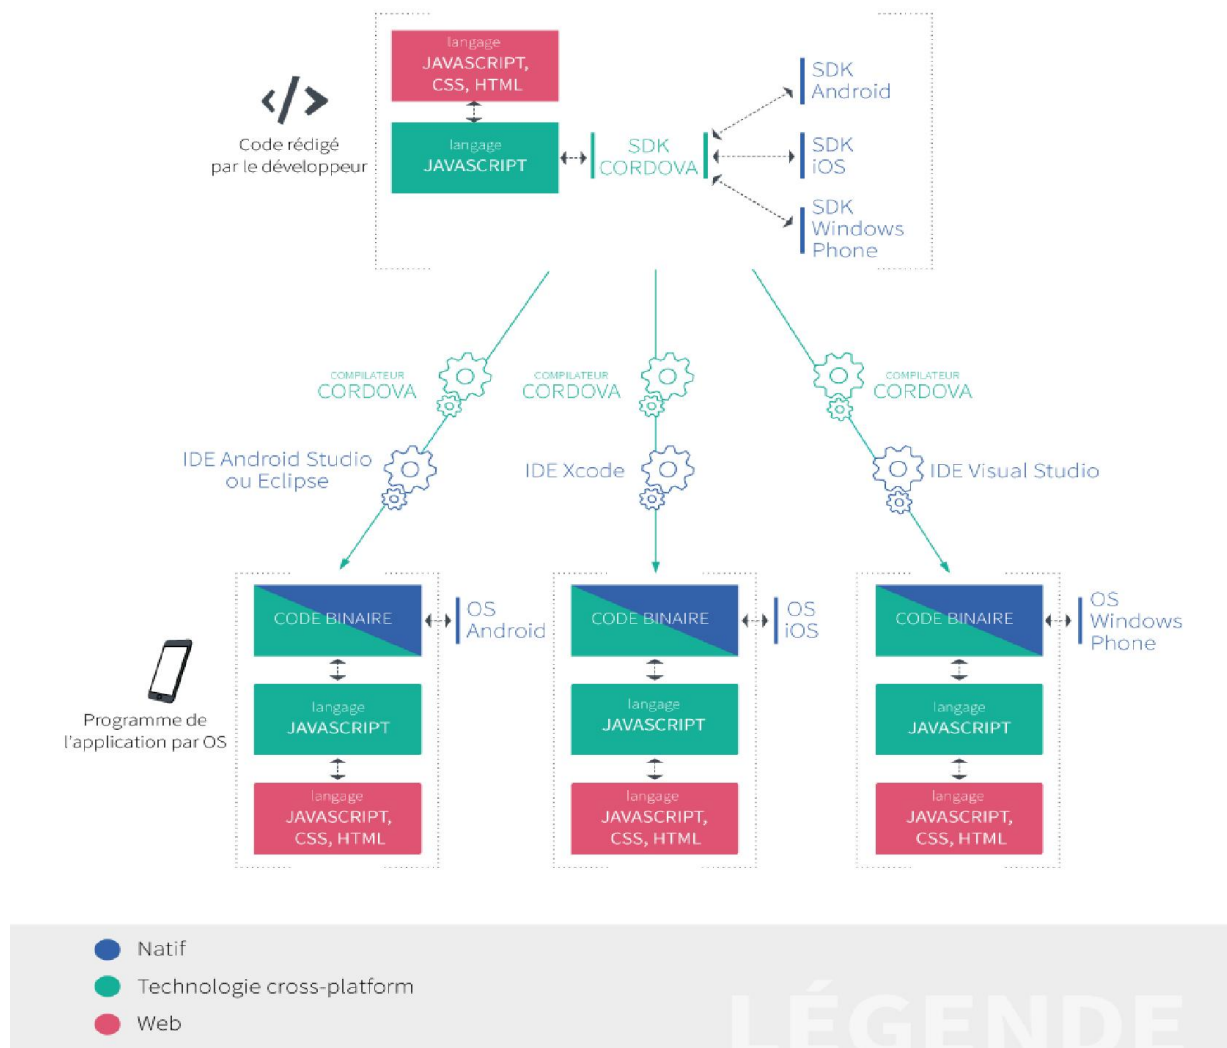 langage
JAVASCRIPT,
CSS, HTML
</>
Code rédigé
par le développeur
langage
JAVASCRIPT
SDK
CORDOVA
SDK
Android
SDK
iOS
SDK
Windows
Phone
COMPILATEUR
CORDOVA
COMPILATEUR
CORDOVA
COMPILATEUR
CORDOVA
IDE Android Studio
ou Eclipse
IDE Xcode
IDE Visual Studio
CODE BINAIRE
OS
Android
CODE BINAIRE
OS
iOS
CODE BINAIRE
OS
Windows
Phone
Programme de
l'application par OS
langage
JAVASCRIPT
langage
JAVASCRIPT
langage
JAVASCRIPT
langage
JAVASCRIPT,
CSS, HTML
langage
JAVASCRIPT,
CSS, HTML
langage
JAVASCRIPT,
CSS, HTML
Natif
Technologie cross-platform
Web
LÉGENDE